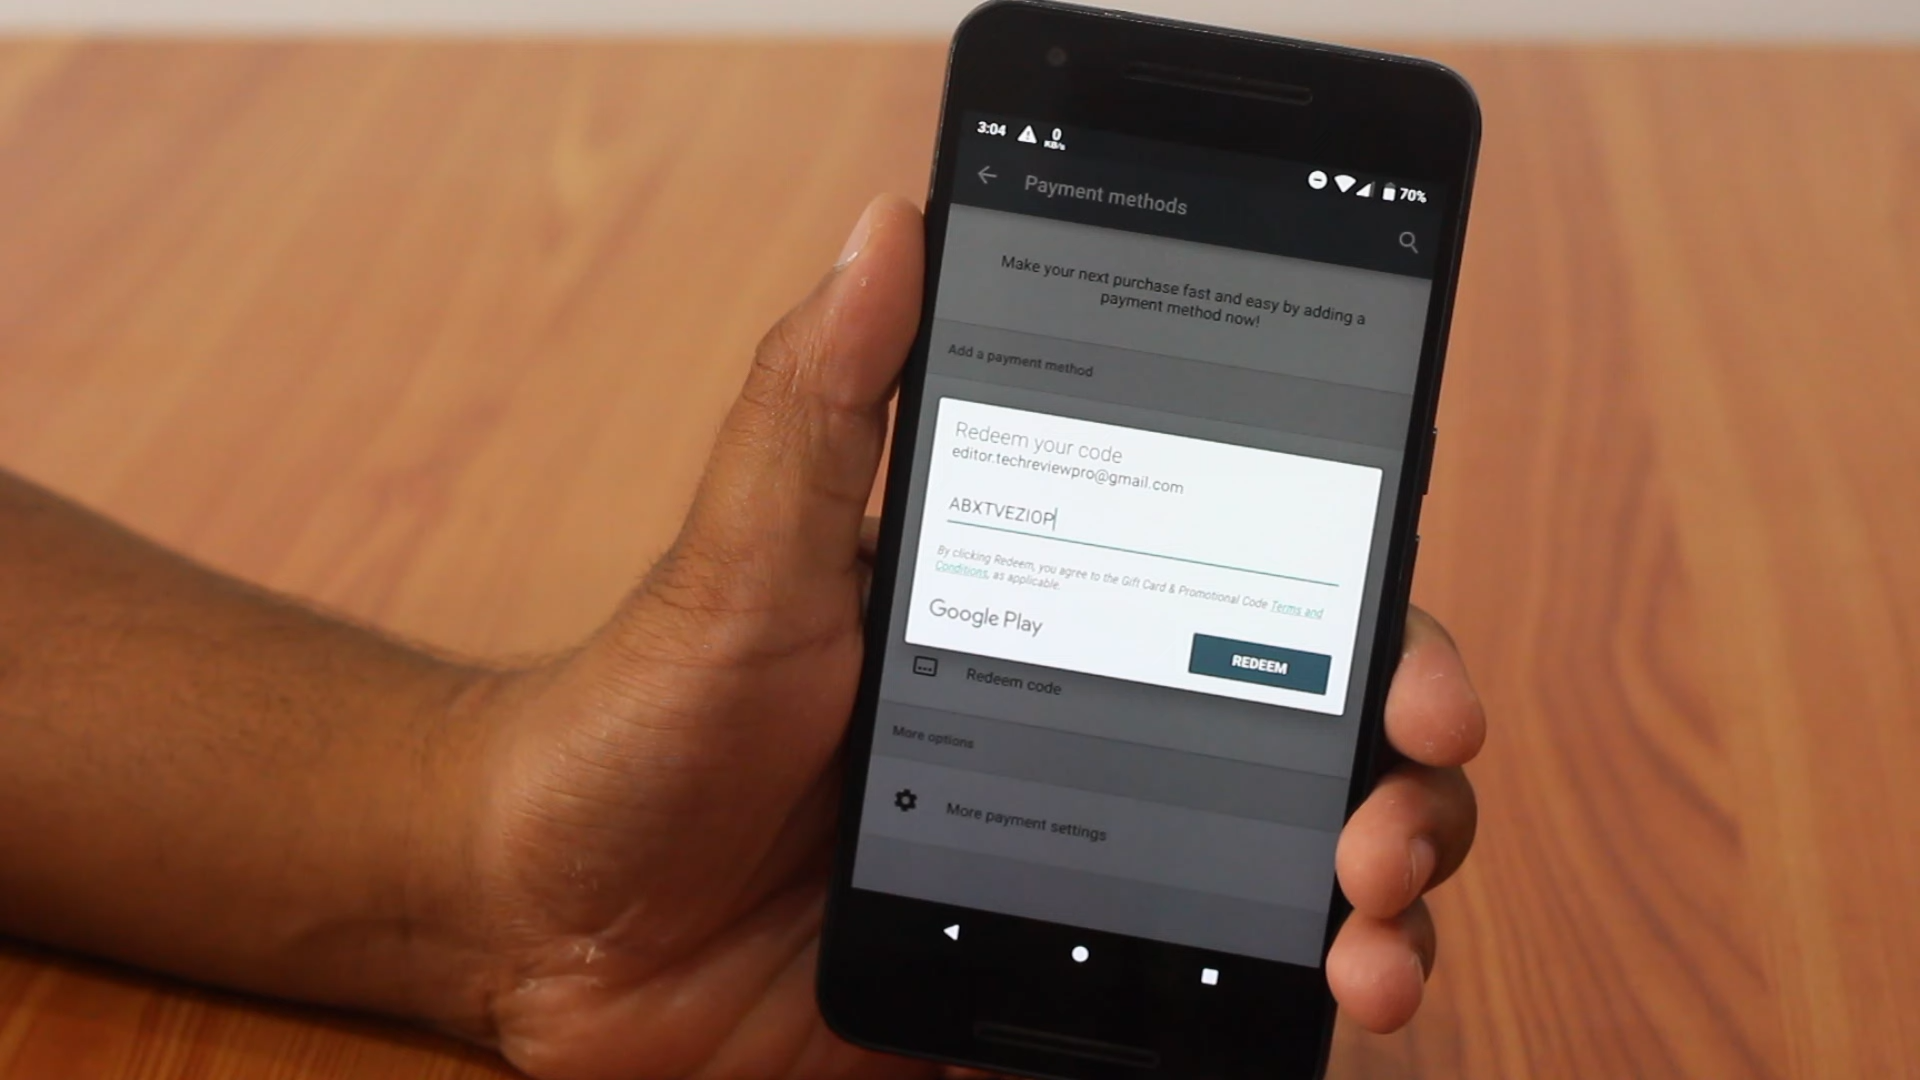 3:04
0
KB/s
70%
Payment methods
Make your next purchase fast and easy by adding a
payment method now!
Add a payment method
Redeem your code
editor.techreviewpro@gmail.com
ABXTVEZIOP
By clicking Redeem, you agree to the Gift Card & Promotional Code Terms and
Conditions, as applicable.
Google Play
REDEEM
Redeem code
More options
More payment settings